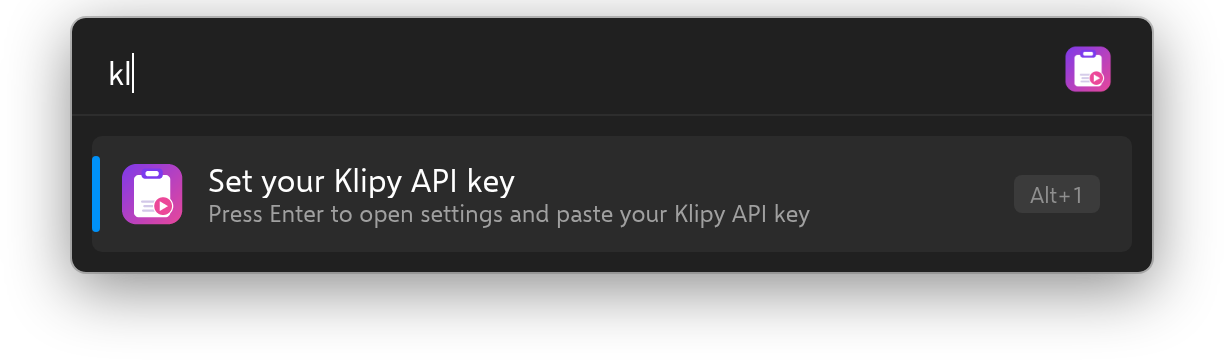 kl
Set your Klipy API key
Press Enter to open settings and paste your Klipy API key
Alt+1